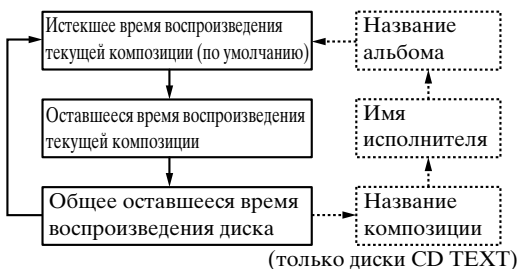 Истекшее время воспроизведения
текущей композиции (по умолчанию)
Оставшееся время воспроизведения
текущей композиции
Общее оставшееся время
воспроизведения диска
Название
альбома
Имя
исполнителя
Название
композиции
(только диски CD TEXT)